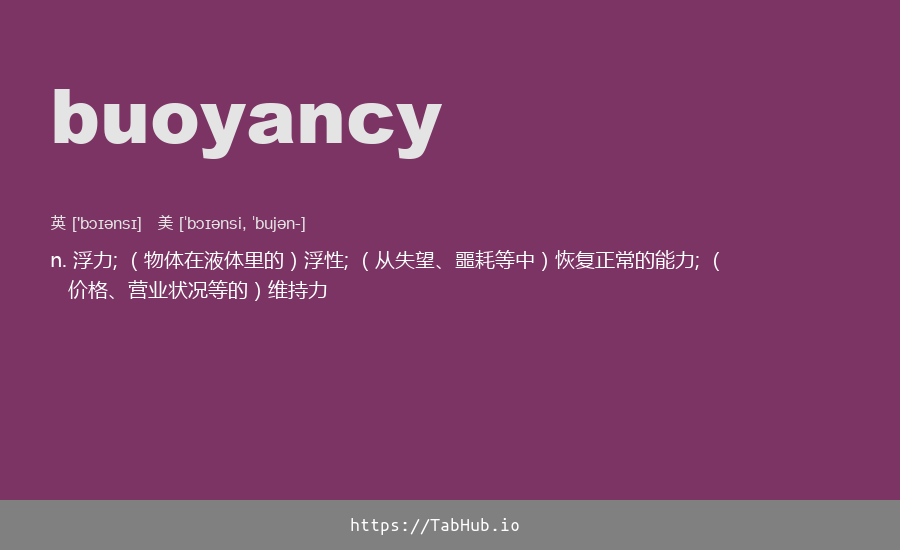 buoyancy
英 ['bɔɪənsɪ] 美 [ˈbɔɪənsi, ˈbujən-]
n. 浮力; （物体在液体里的）浮性; （从失望、噩耗等中）恢复正常的能力; （
价格、营业状况等的）维持力
https://TabHub.io